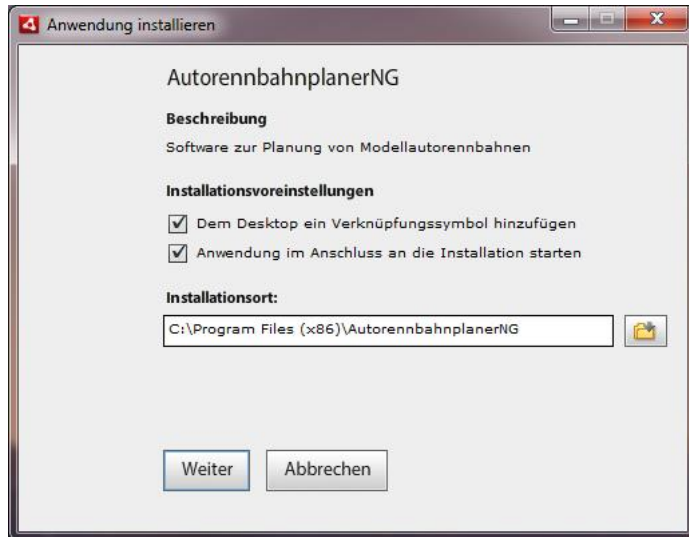 Anwendung installieren
AutorennbahnplanerNG
Beschreibung
Software zur Planung von Modellautorennbahnen
Installationsvoreinstellungen
Dem Desktop ein Verknüpfungssymbol hinzufügen
Anwendung im Anschluss an die Installation starten
Installationsort:
C:\Program Files (x86)\AutorennbahnplanerNG
Weiter Abbrechen